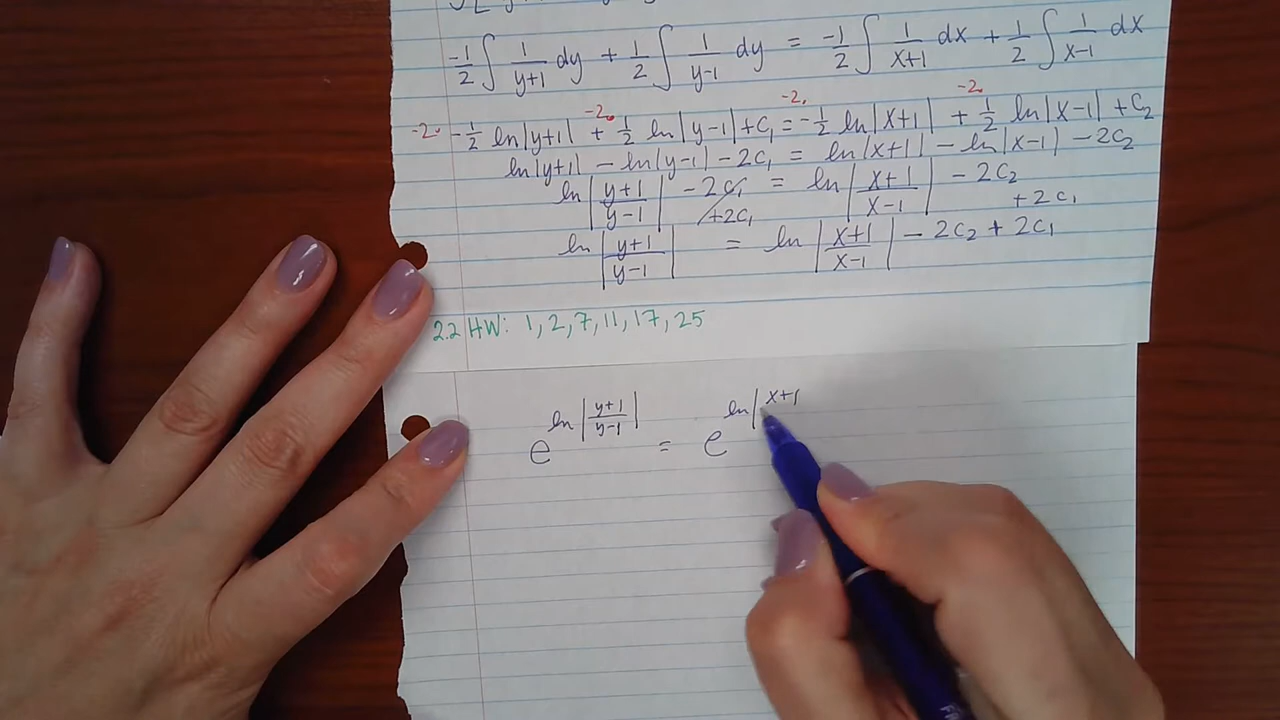 -1/2 ∫ 1/(y+1) dy + 1/2 ∫ 1/(y-1) dy = -1/2 ∫ 1/(x+1) dx + 1/2 ∫ 1/(x-1) dx
-2· -2· -2· -2·
-1/2 ln|y+1| + 1/2 ln|y-1| + C₁ = -1/2 ln|x+1| + 1/2 ln|x-1| + C₂
ln|y+1| - ln|y-1| - 2C₁ = ln|x+1| - ln|x-1| - 2C₂
ln|(y+1)/(y-1)| - 2C₁ = ln|(x+1)/(x-1)| - 2C₂
+2C₁ +2C₁
ln|(y+1)/(y-1)| = ln|(x+1)/(x-1)| - 2C₂ + 2C₁
2.2 HW: 1, 2, 7, 11, 17, 25
e^(ln|(y+1)/(y-1)|) = e^(ln|x+1